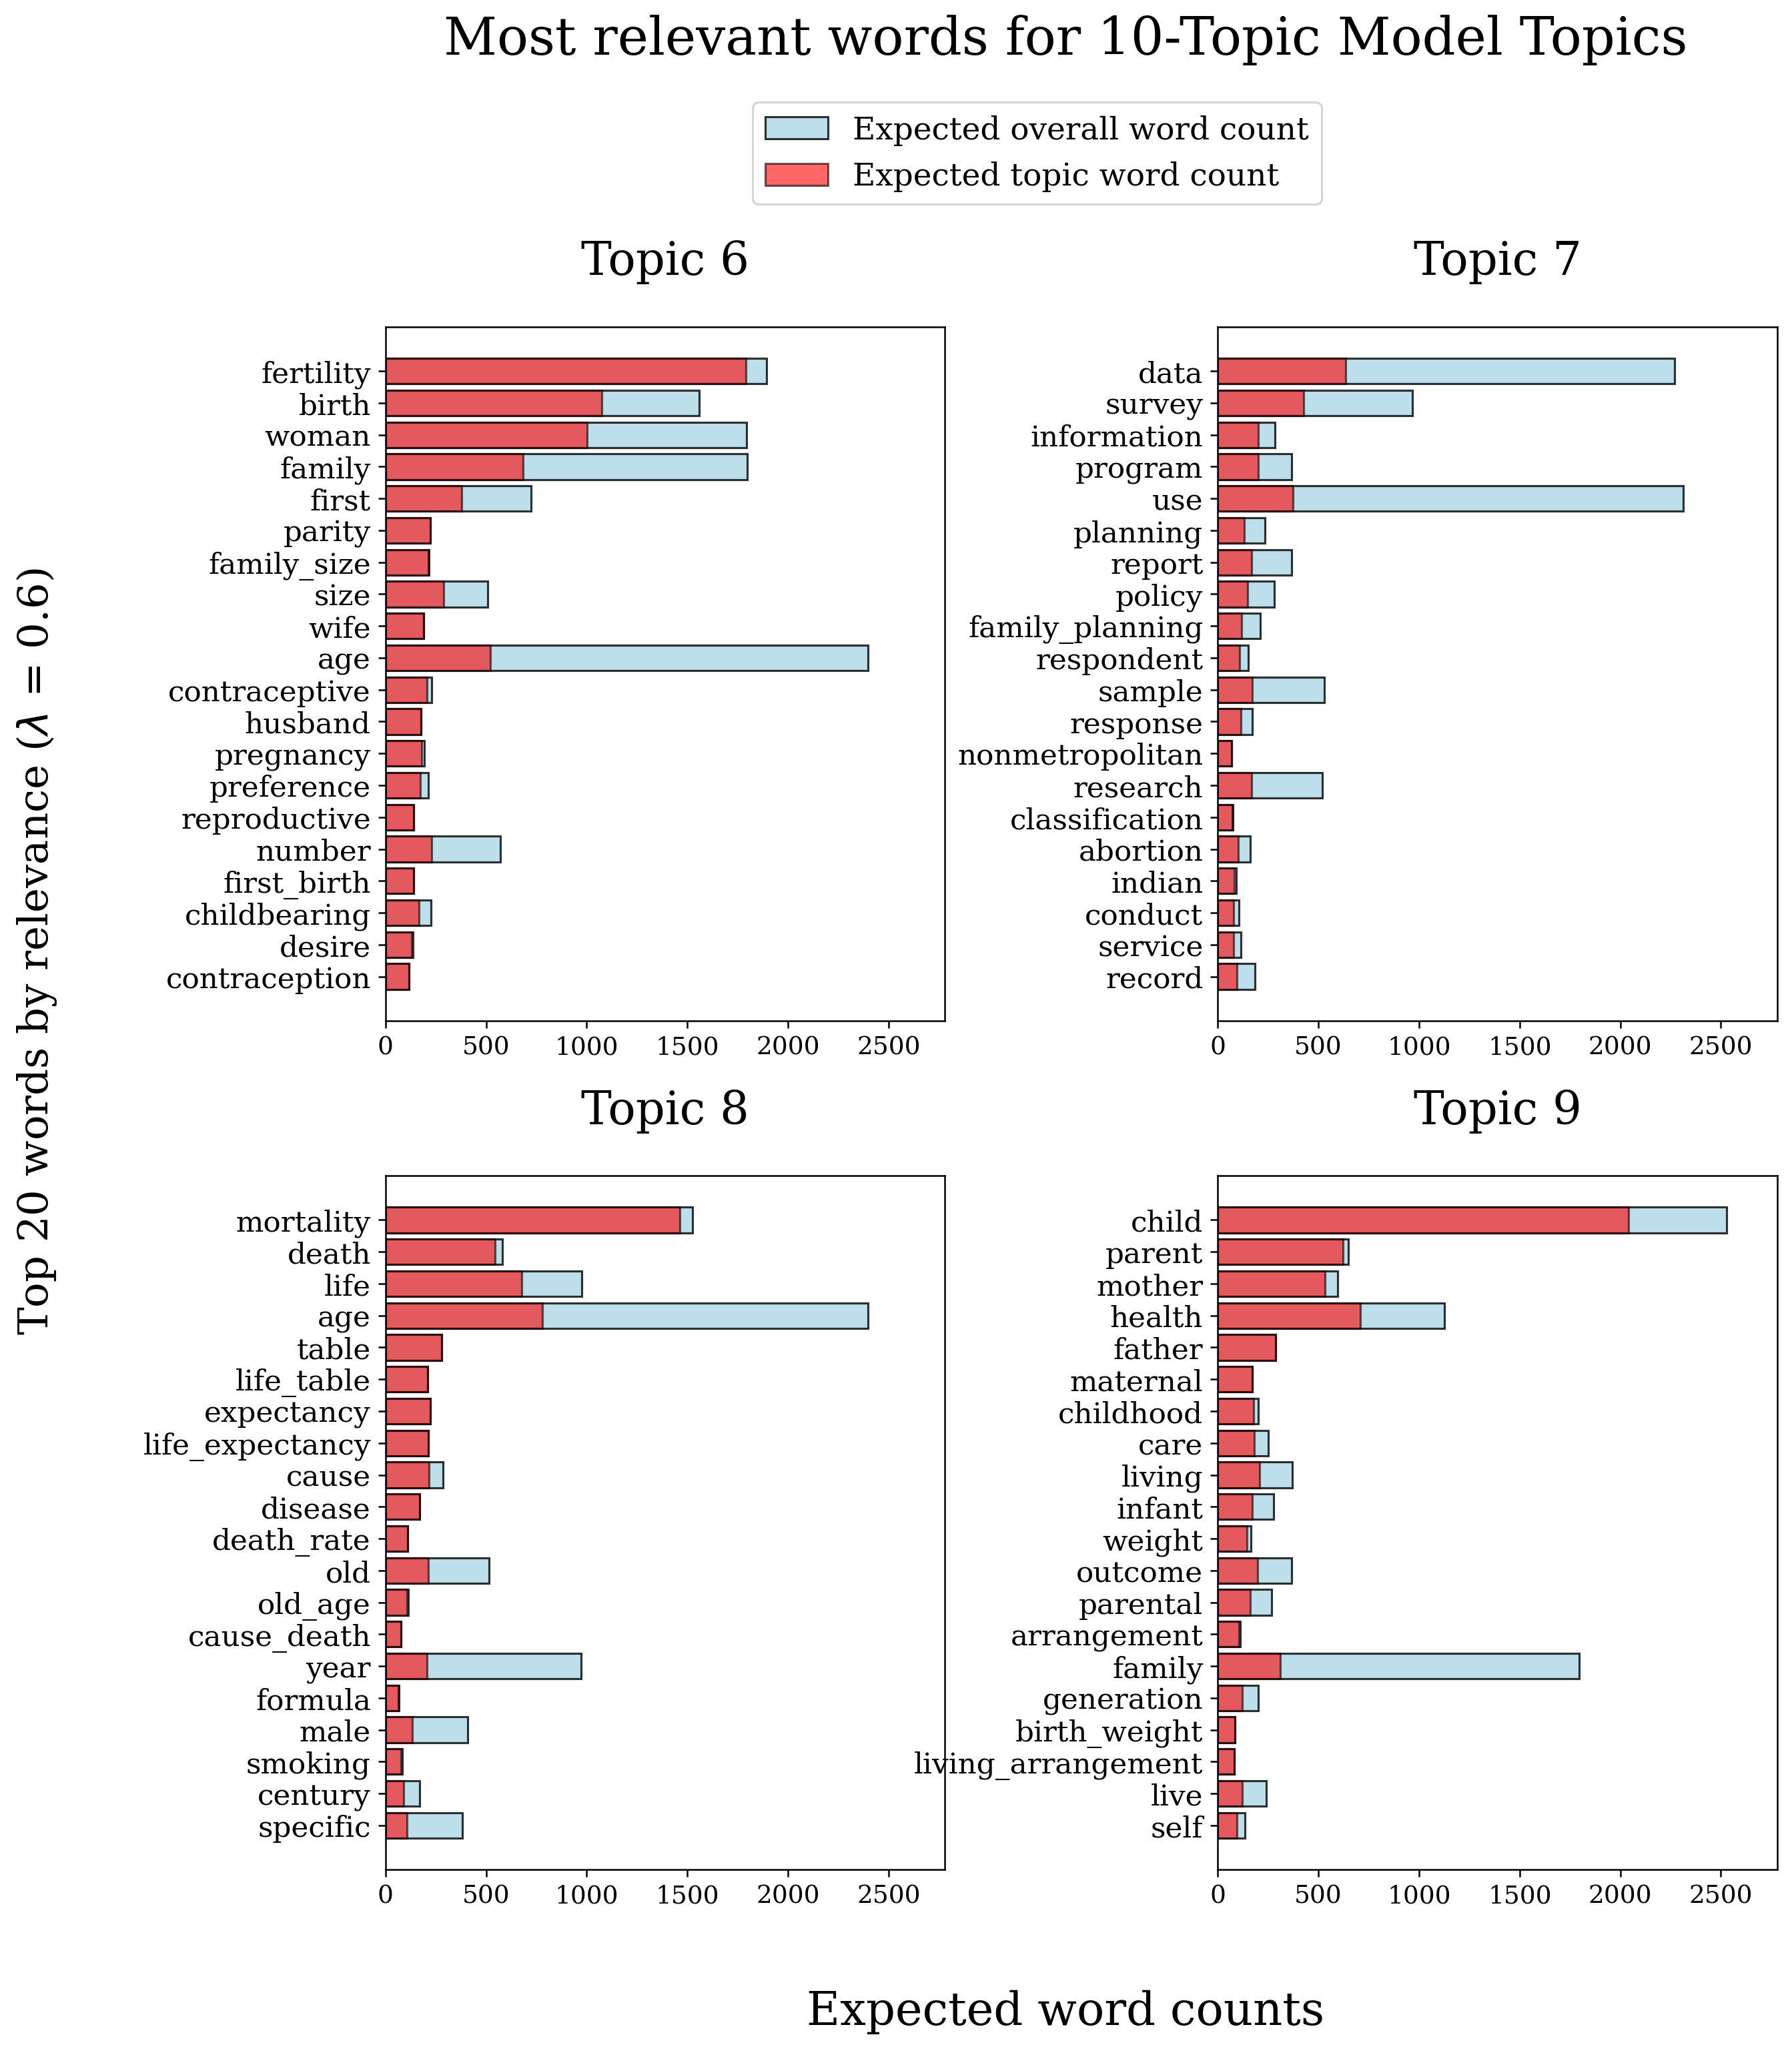 Most relevant words for 10-Topic Model Topics
Expected overall word count
Expected topic word count
Top 20 words by relevance (λ = 0.6)
Topic 6
fertility
birth
woman
family
first
parity
family_size
size
wife
age
contraceptive
husband
pregnancy
preference
reproductive
number
first_birth
childbearing
desire
contraception
0 500 1000 1500 2000 2500
Topic 7
data
survey
information
program
use
planning
report
policy
family_planning
respondent
sample
response
nonmetropolitan
research
classification
abortion
indian
conduct
service
record
0 500 1000 1500 2000 2500
Topic 8
mortality
death
life
age
table
life_table
expectancy
life_expectancy
cause
disease
death_rate
old
old_age
cause_death
year
formula
male
smoking
century
specific
0 500 1000 1500 2000 2500
Topic 9
child
parent
mother
health
father
maternal
childhood
care
living
infant
weight
outcome
parental
arrangement
family
generation
birth_weight
living_arrangement
live
self
0 500 1000 1500 2000 2500
Expected word counts